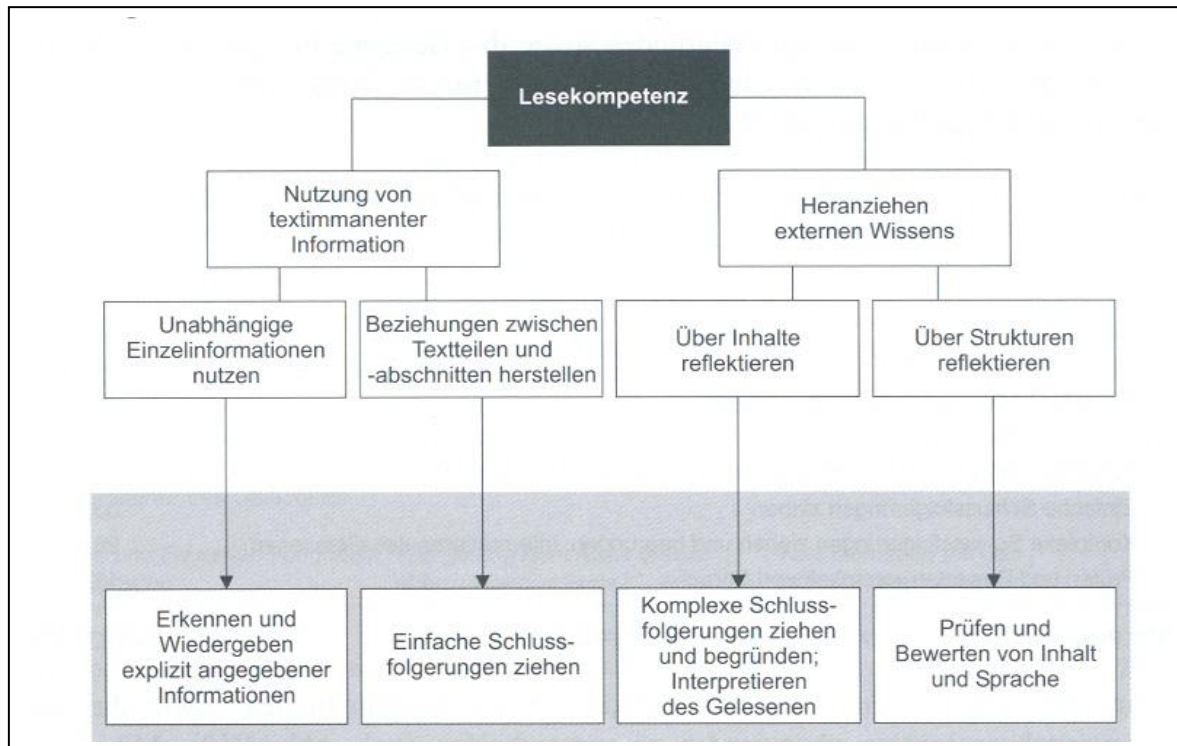 Lesekompetenz
Nutzung von
textimmanenter
Information
Heranziehen
externen Wissens
Unabhängige
Einzelinformationen
nutzen
Beziehungen zwischen
Textteilen und
-abschnitten herstellen
Über Inhalte
reflektieren
Über Strukturen
reflektieren
Erkennen und
Wiedergeben
explizit angegebener
Informationen
Einfache Schluss-
folgerungen ziehen
Komplexe Schluss-
folgerungen ziehen
und begründen;
Interpretieren
des Gelesenen
Prüfen und
Bewerten von Inhalt
und Sprache